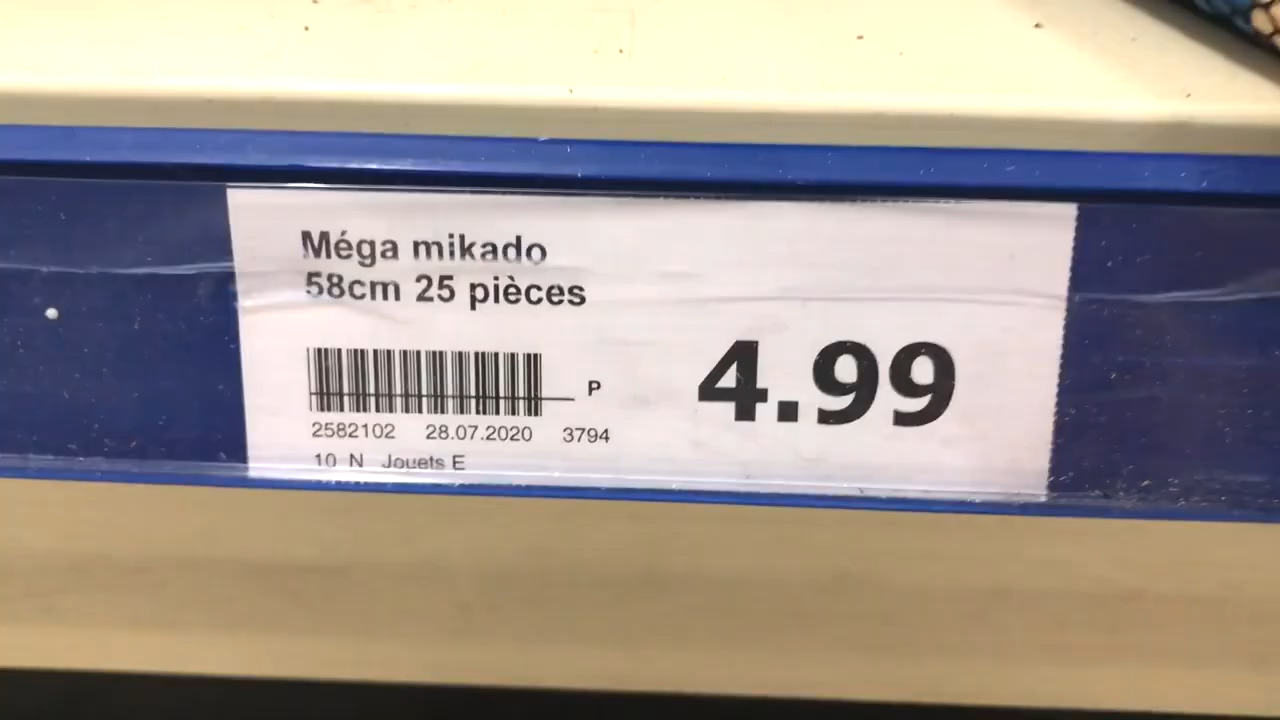 Méga mikado
58cm 25 pièces
P
4.99
2582102 28.07.2020 3794
10 N Jouets E